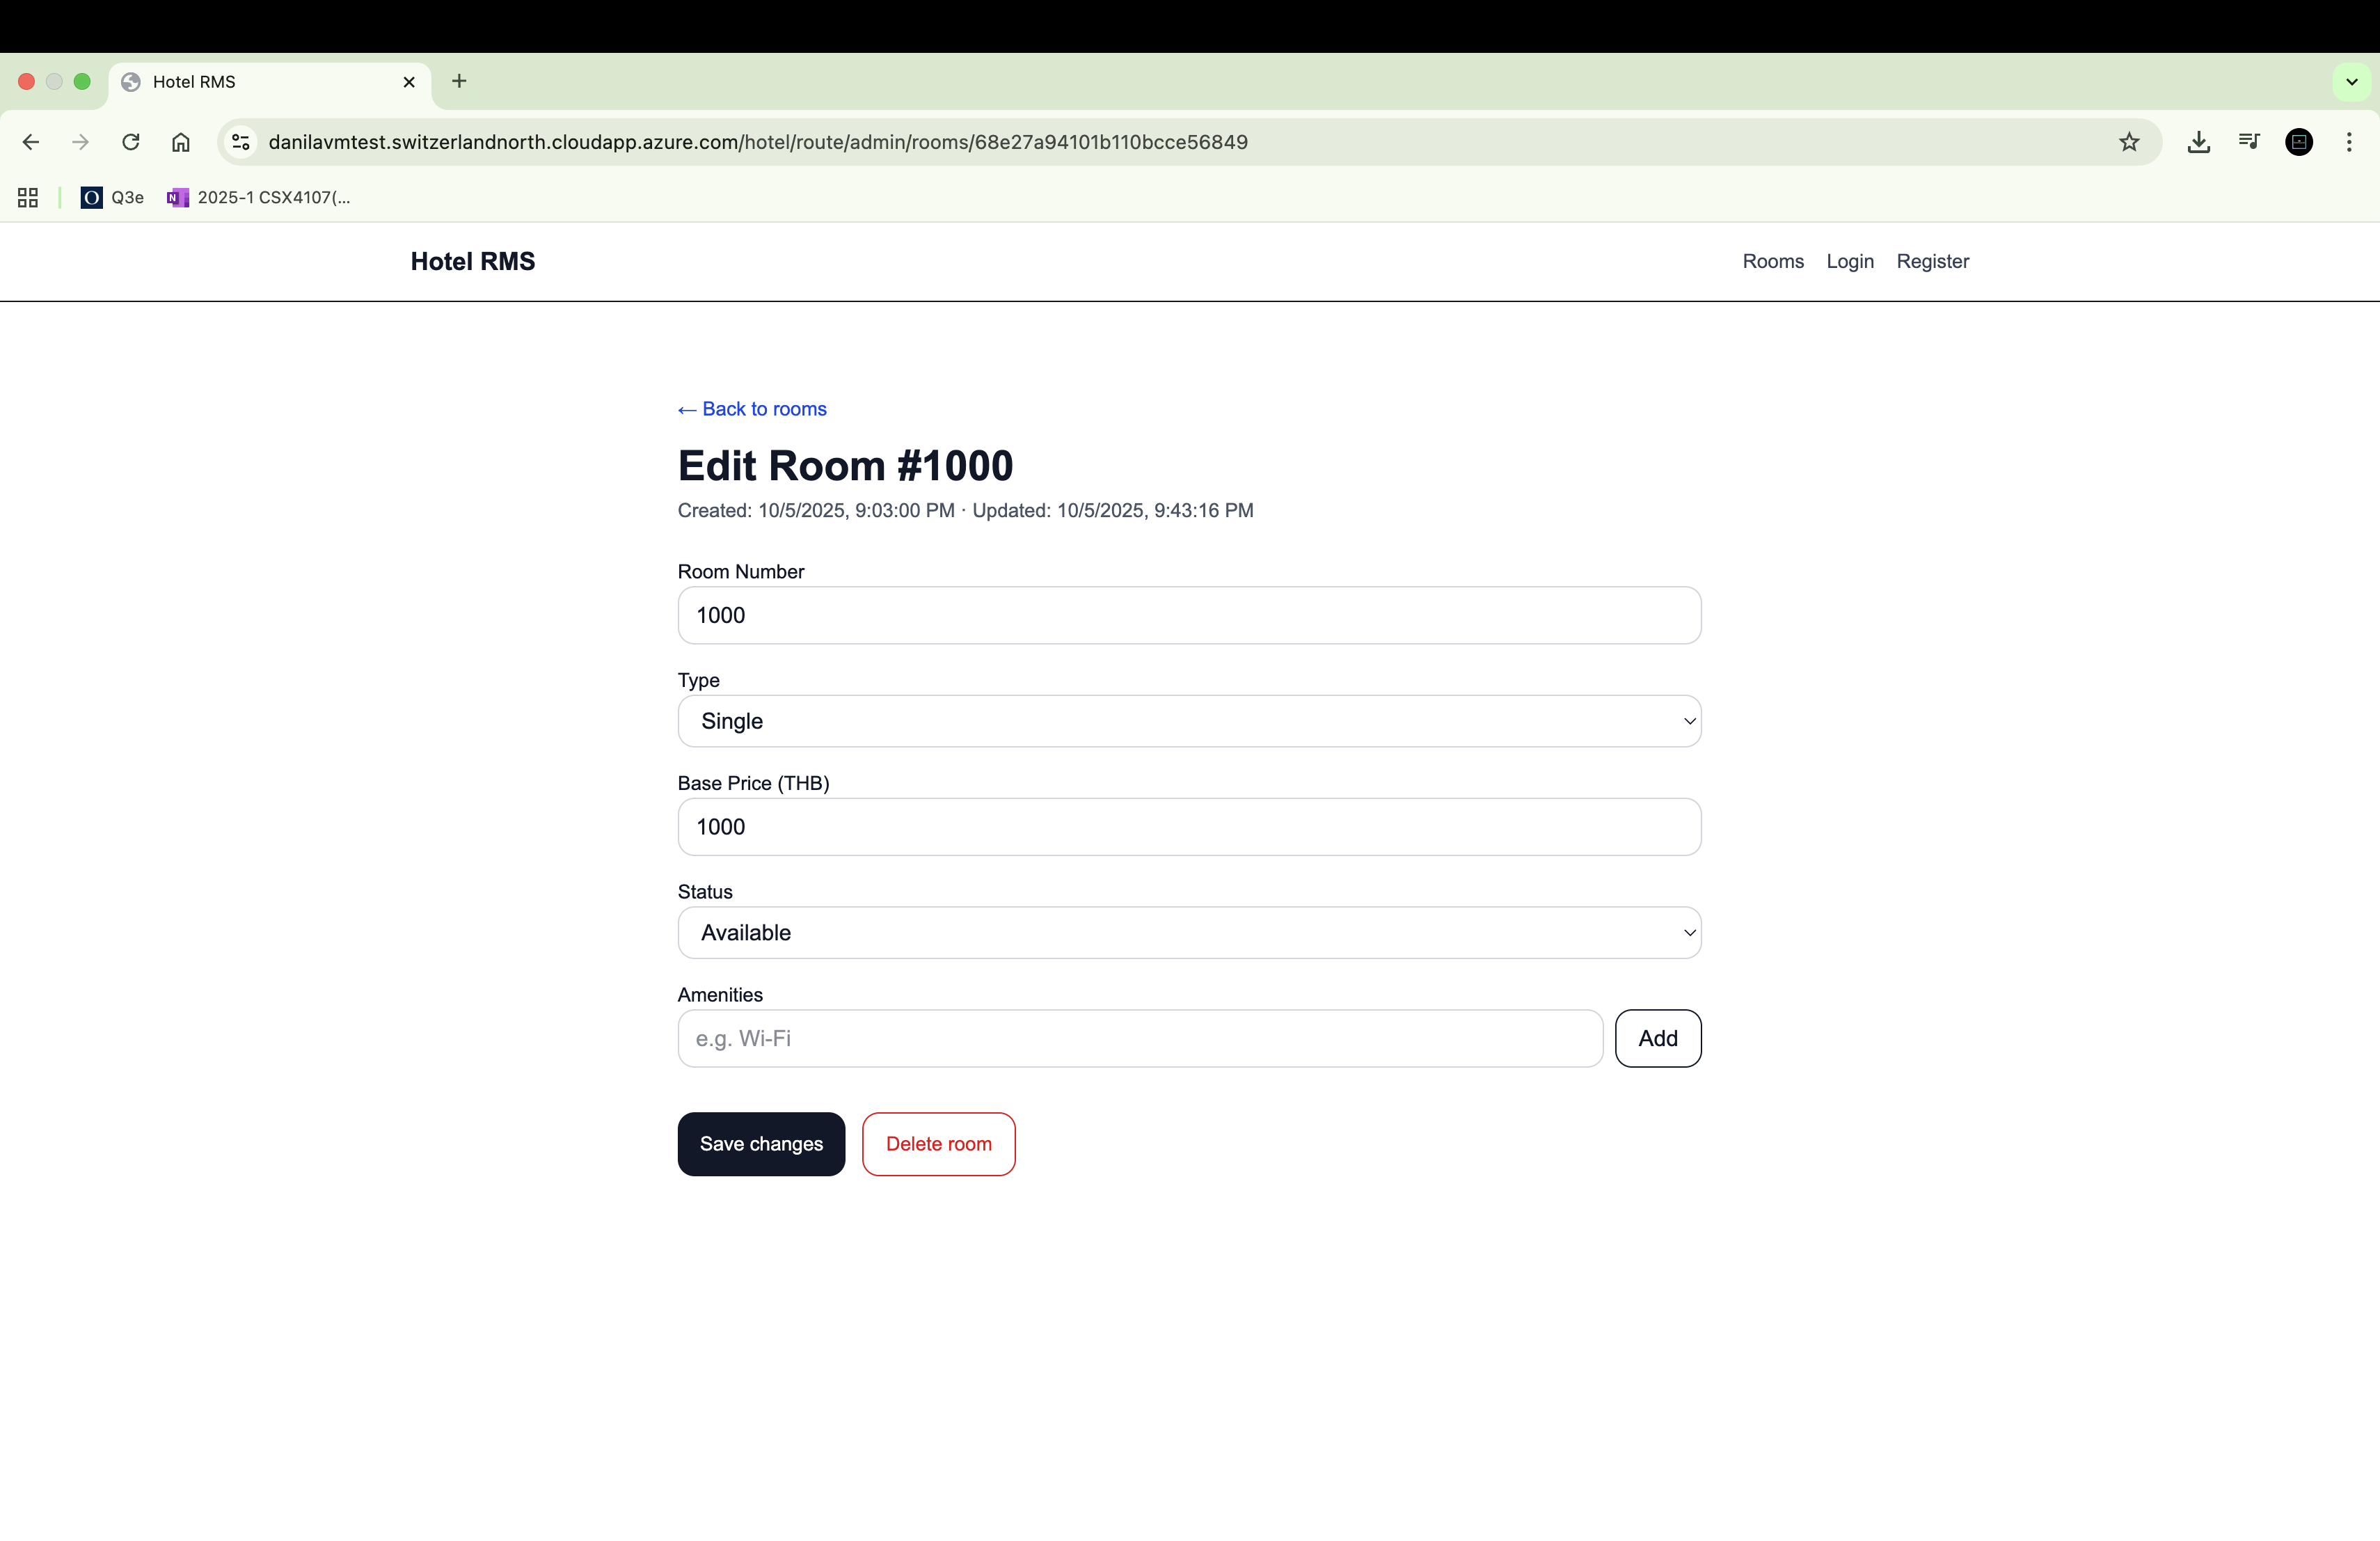 Hotel RMS
danilavmtest.switzerlandnorth.cloudapp.azure.com/hotel/route/admin/rooms/68e27a94101b110bcce56849
Q3e 2025-1 CSX4107(...
Hotel RMS Rooms Login Register
← Back to rooms
Edit Room #1000
Created: 10/5/2025, 9:03:00 PM · Updated: 10/5/2025, 9:43:16 PM
Room Number
1000
Type
Single
Base Price (THB)
1000
Status
Available
Amenities
e.g. Wi-Fi Add
Save changes Delete room